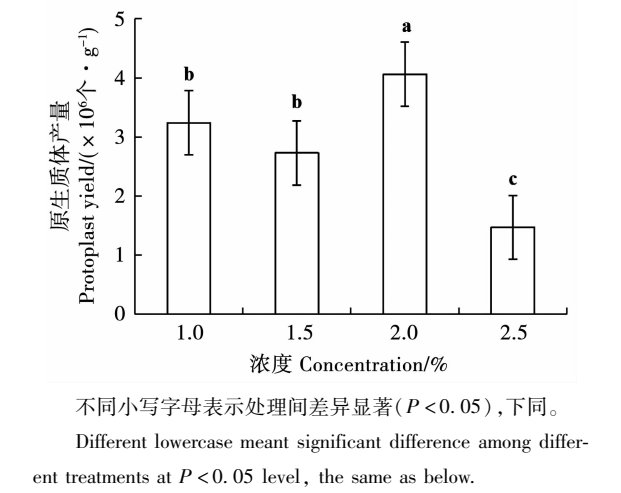 原生质体产量
Protoplast yield/(×10⁶个·g⁻¹)
5
4
3
2
1
0
b
b
a
c
1.0 1.5 2.0 2.5
浓度 Concentration/%
不同小写字母表示处理间差异显著(P<0.05),下同。
Different lowercase meant significant difference among differ-
ent treatments at P<0.05 level, the same as below.